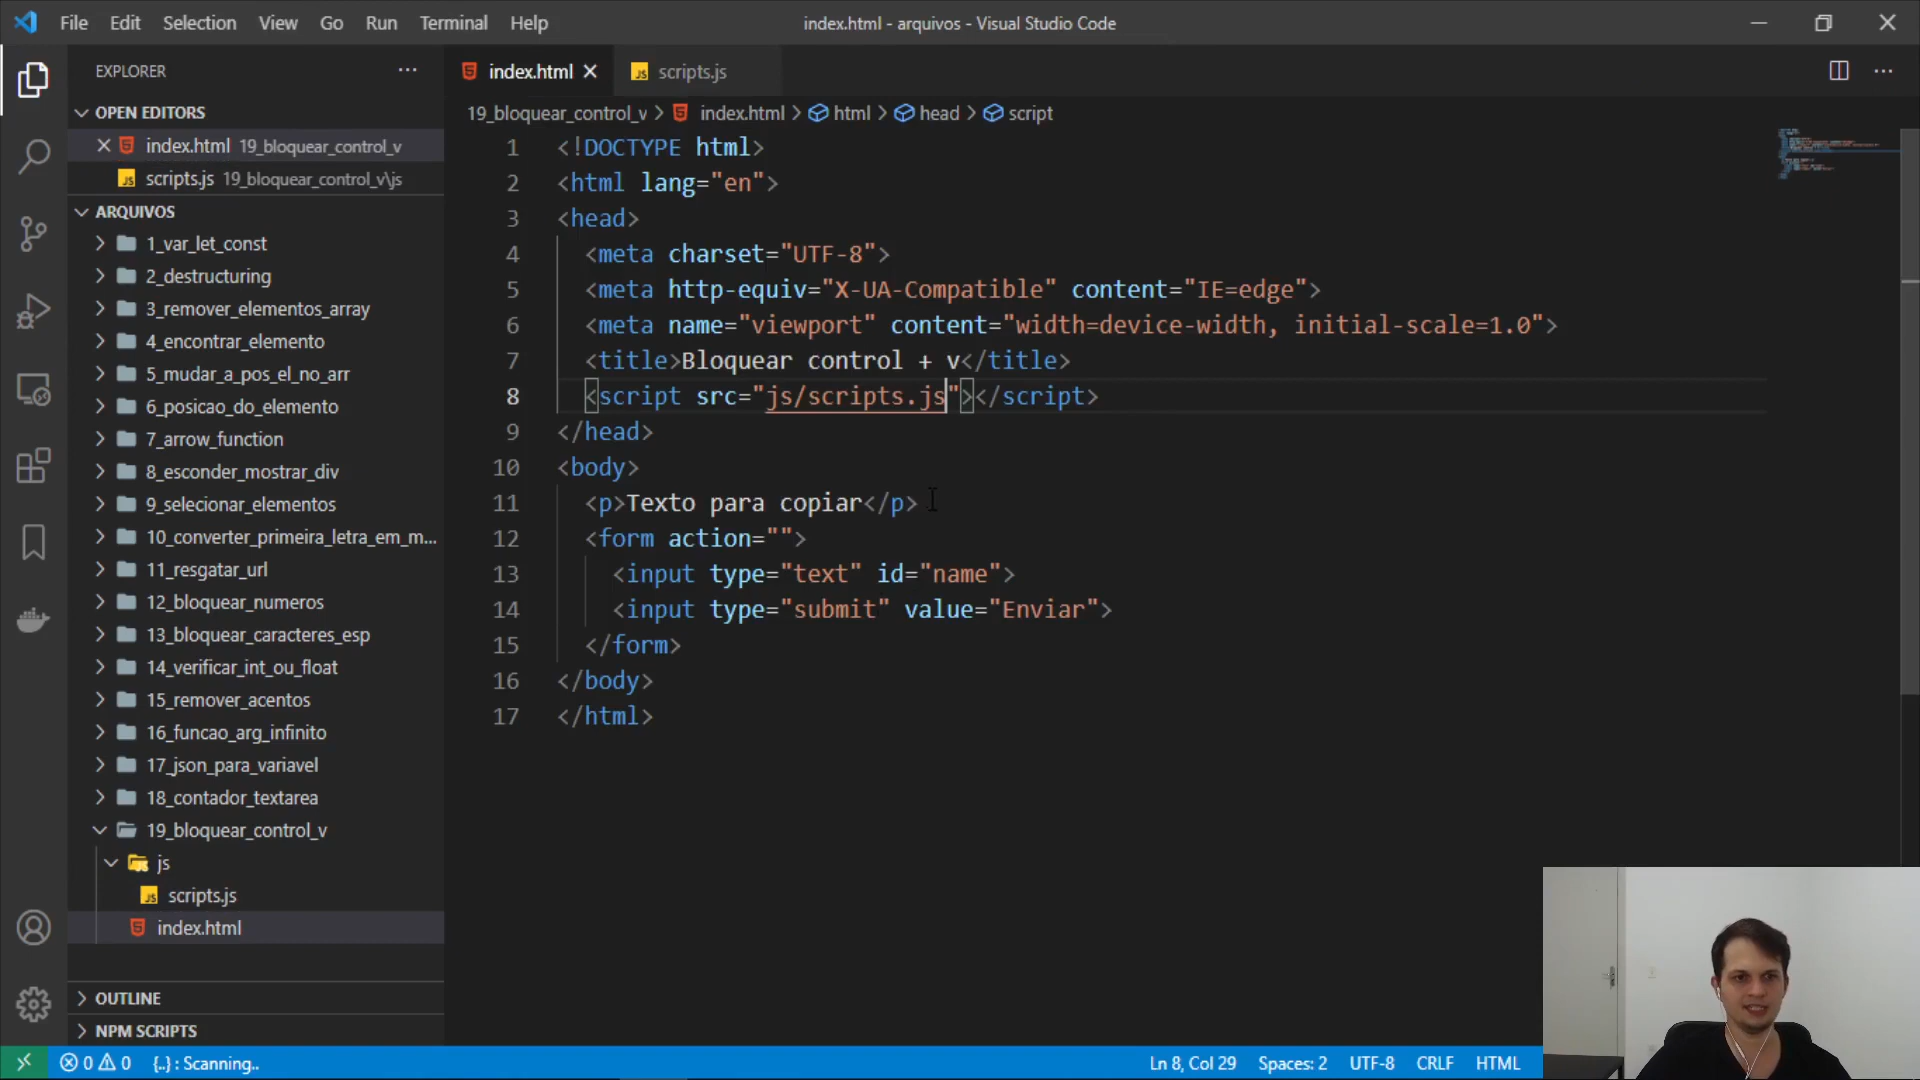 File Edit Selection View Go Run Terminal Help
index.html - arquivos - Visual Studio Code
EXPLORER
OPEN EDITORS
index.html 19_bloquear_control_v
scripts.js 19_bloquear_control_v\js
ARQUIVOS
1_var_let_const
2_destructuring
3_remover_elementos_array
4_encontrar_elemento
5_mudar_a_pos_el_no_arr
6_posicao_do_elemento
7_arrow_function
8_esconder_mostrar_div
9_selecionar_elementos
10_converter_primeira_letra_em_m...
11_resgatar_url
12_bloquear_numeros
13_bloquear_caracteres_esp
14_verificar_int_ou_float
15_remover_acentos
16_funcao_arg_infinito
17_json_para_variavel
18_contador_textarea
19_bloquear_control_v
js
scripts.js
index.html
OUTLINE
NPM SCRIPTS
index.html scripts.js
19_bloquear_control_v > index.html > html > head > script
1 <!DOCTYPE html>
2 <html lang="en">
3 <head>
4 <meta charset="UTF-8">
5 <meta http-equiv="X-UA-Compatible" content="IE=edge">
6 <meta name="viewport" content="width=device-width, initial-scale=1.0">
7 <title>Bloquear control + v</title>
8 <script src="js/scripts.js"></script>
9 </head>
10 <body>
11 <p>Texto para copiar</p>
12 <form action="">
13 <input type="text" id="name">
14 <input type="submit" value="Enviar">
15 </form>
16 </body>
17 </html>
0 0 {..} : Scanning.. Ln 8, Col 29 Spaces: 2 UTF-8 CRLF HTML